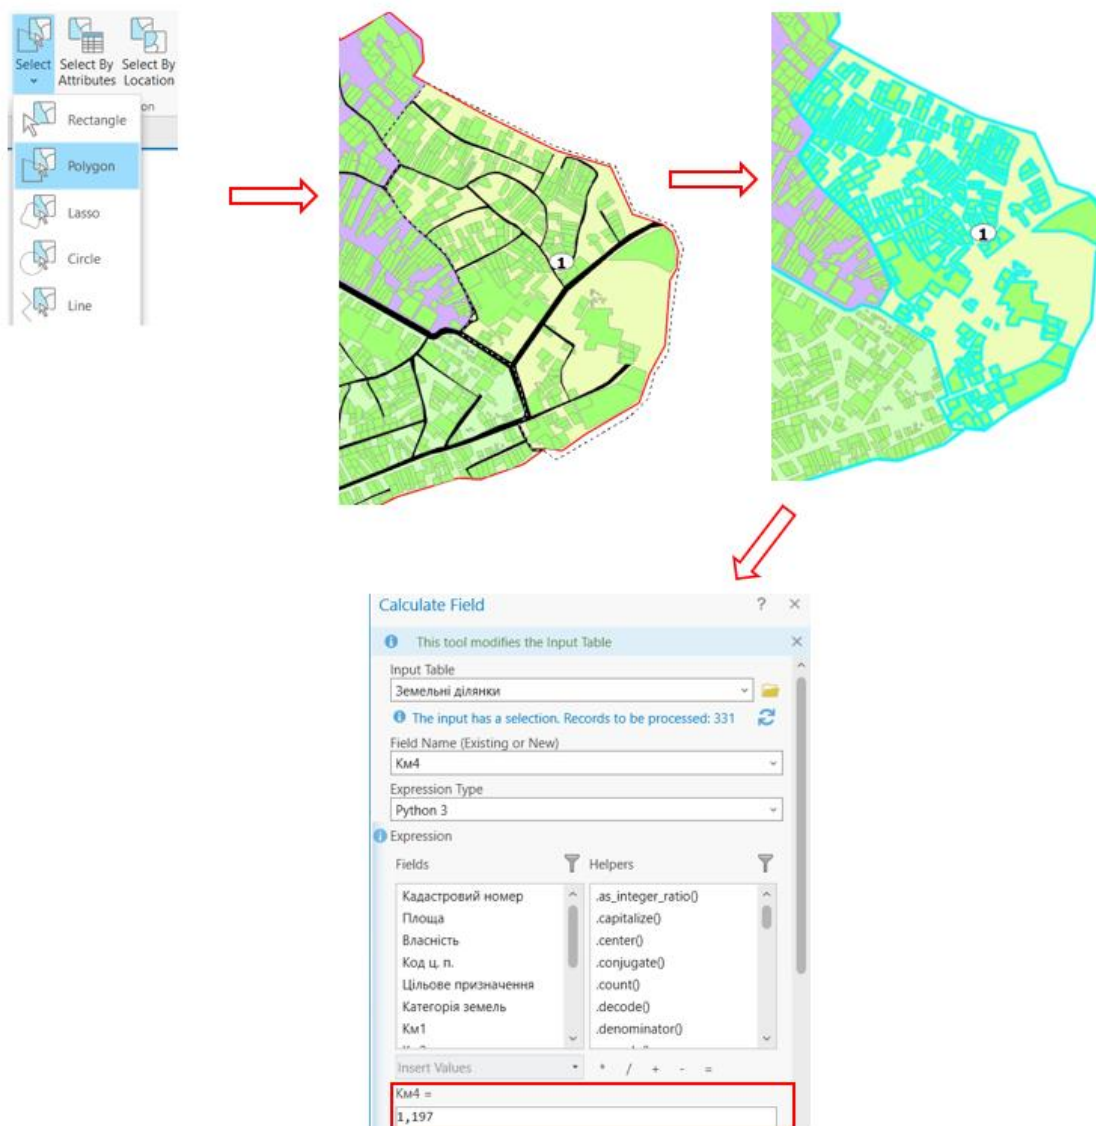 Select
Select By Attributes
Select By Location
on
Rectangle
Polygon
Lasso
Circle
Line
1
1
Calculate Field ? ×
This tool modifies the Input Table ×
Input Table
Земельні ділянки
The input has a selection. Records to be processed: 331
Field Name (Existing or New)
Км4
Expression Type
Python 3
Expression
Fields
Helpers
Кадастровий номер
.as_integer_ratio()
Площа
.capitalize()
Власність
.center()
Код ц. п.
.conjugate()
Цільове призначення
.count()
Категорія земель
.decode()
Км1
.denominator()
Insert Values
* / + - =
Км4 =
1,197